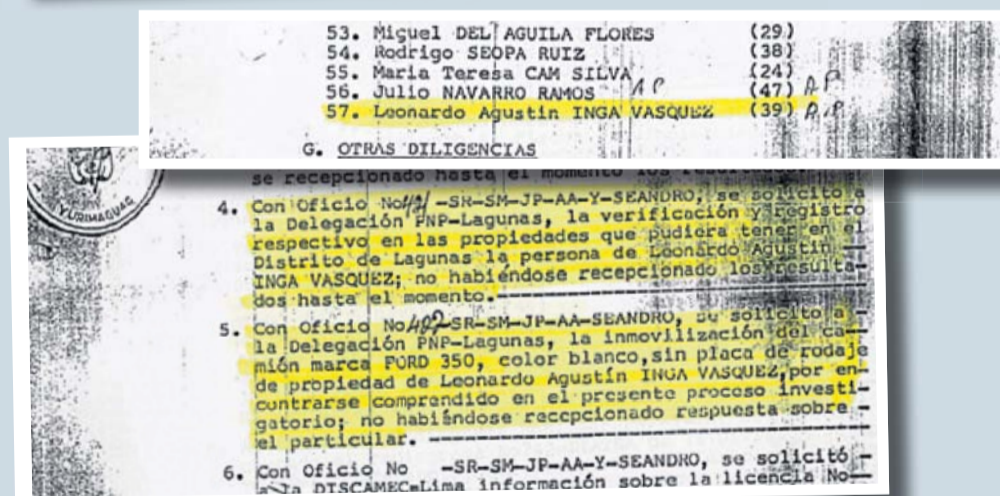 53. Miguel DEL AGUILA FLORES (29)
54. Rodrigo SEOPA RUIZ (38)
55. Maria Teresa CAM SILVA (24)
56. Julio NAVARRO RAMOS AP (47) AP
57. Leonardo Agustin INGA VASQUEZ (39) A.P
G. OTRAS DILIGENCIAS
se recepcionado hasta el momento los
YURIMAGUAS
4. Con Oficio No -SR-SM-JP-AA-Y-SEANDRO, se solicito a
la Delegación PNP-Lagunas, la verificación y registro
respectivo en las propiedades que pudiera tener en el
Distrito de Lagunas la persona de Leonardo Agustin —
INGA VASQUEZ; no habiéndose recepcionado los resulta-
dos hasta el momento.-----
5. Con Oficio No -SR-SM-JP-AA-SEANDRO, se solicito a
la Delegación PNP-Lagunas, la inmovilización del ca-
mión marca FORD 350, color blanco,sin placa de rodaje
de propiedad de Leonardo Agustín INGA VASQUEZ,por en-
contrarse comprendido en el presente proceso investi-
gatorio; no habiéndose recepcionado respuesta sobre -
el particular. -----
6. Con Oficio No -SR-SM-JP-AA-Y-SEANDRO, se solicitó -
a la DISCAMEC-Lima información sobre la licencia No—